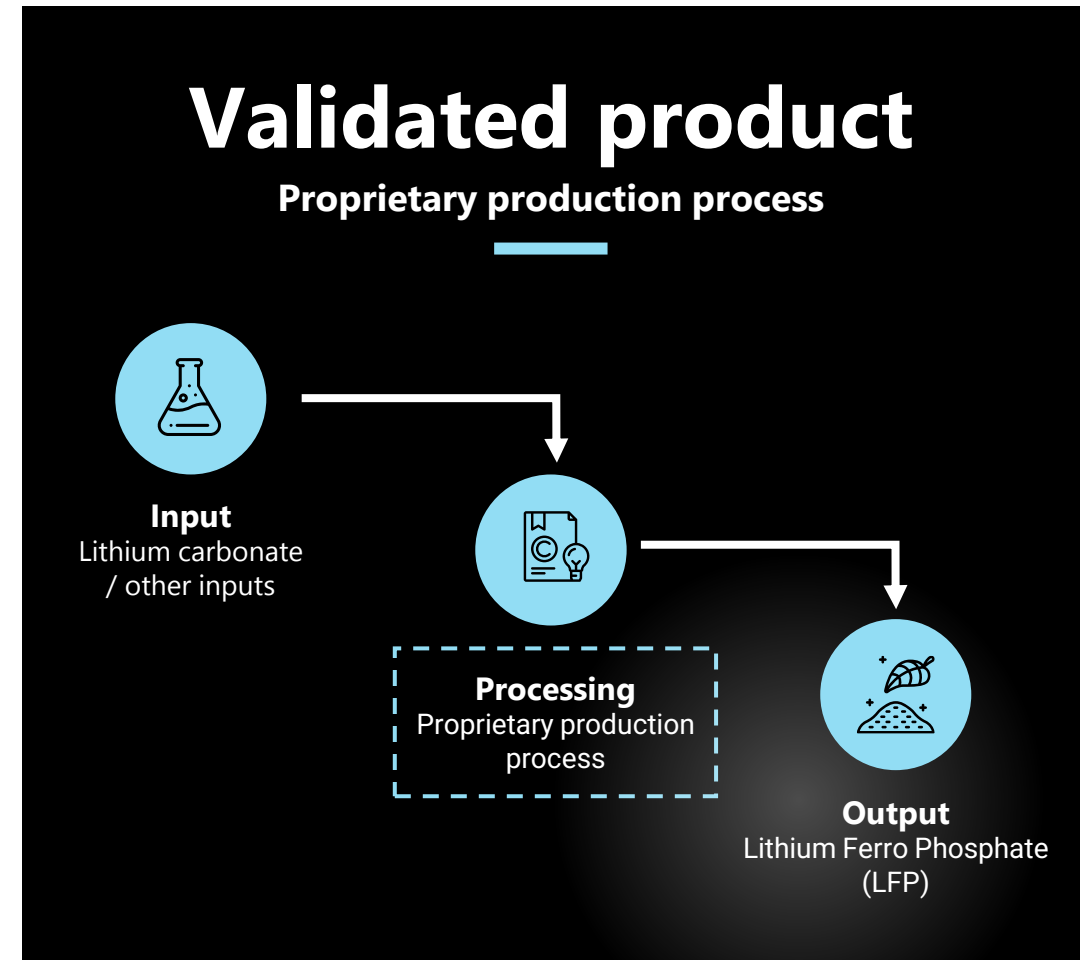 Validated product
Proprietary production process
Input
Lithium carbonate
/ other inputs
©
Processing
Proprietary production
process
Output
Lithium Ferro Phosphate
(LFP)